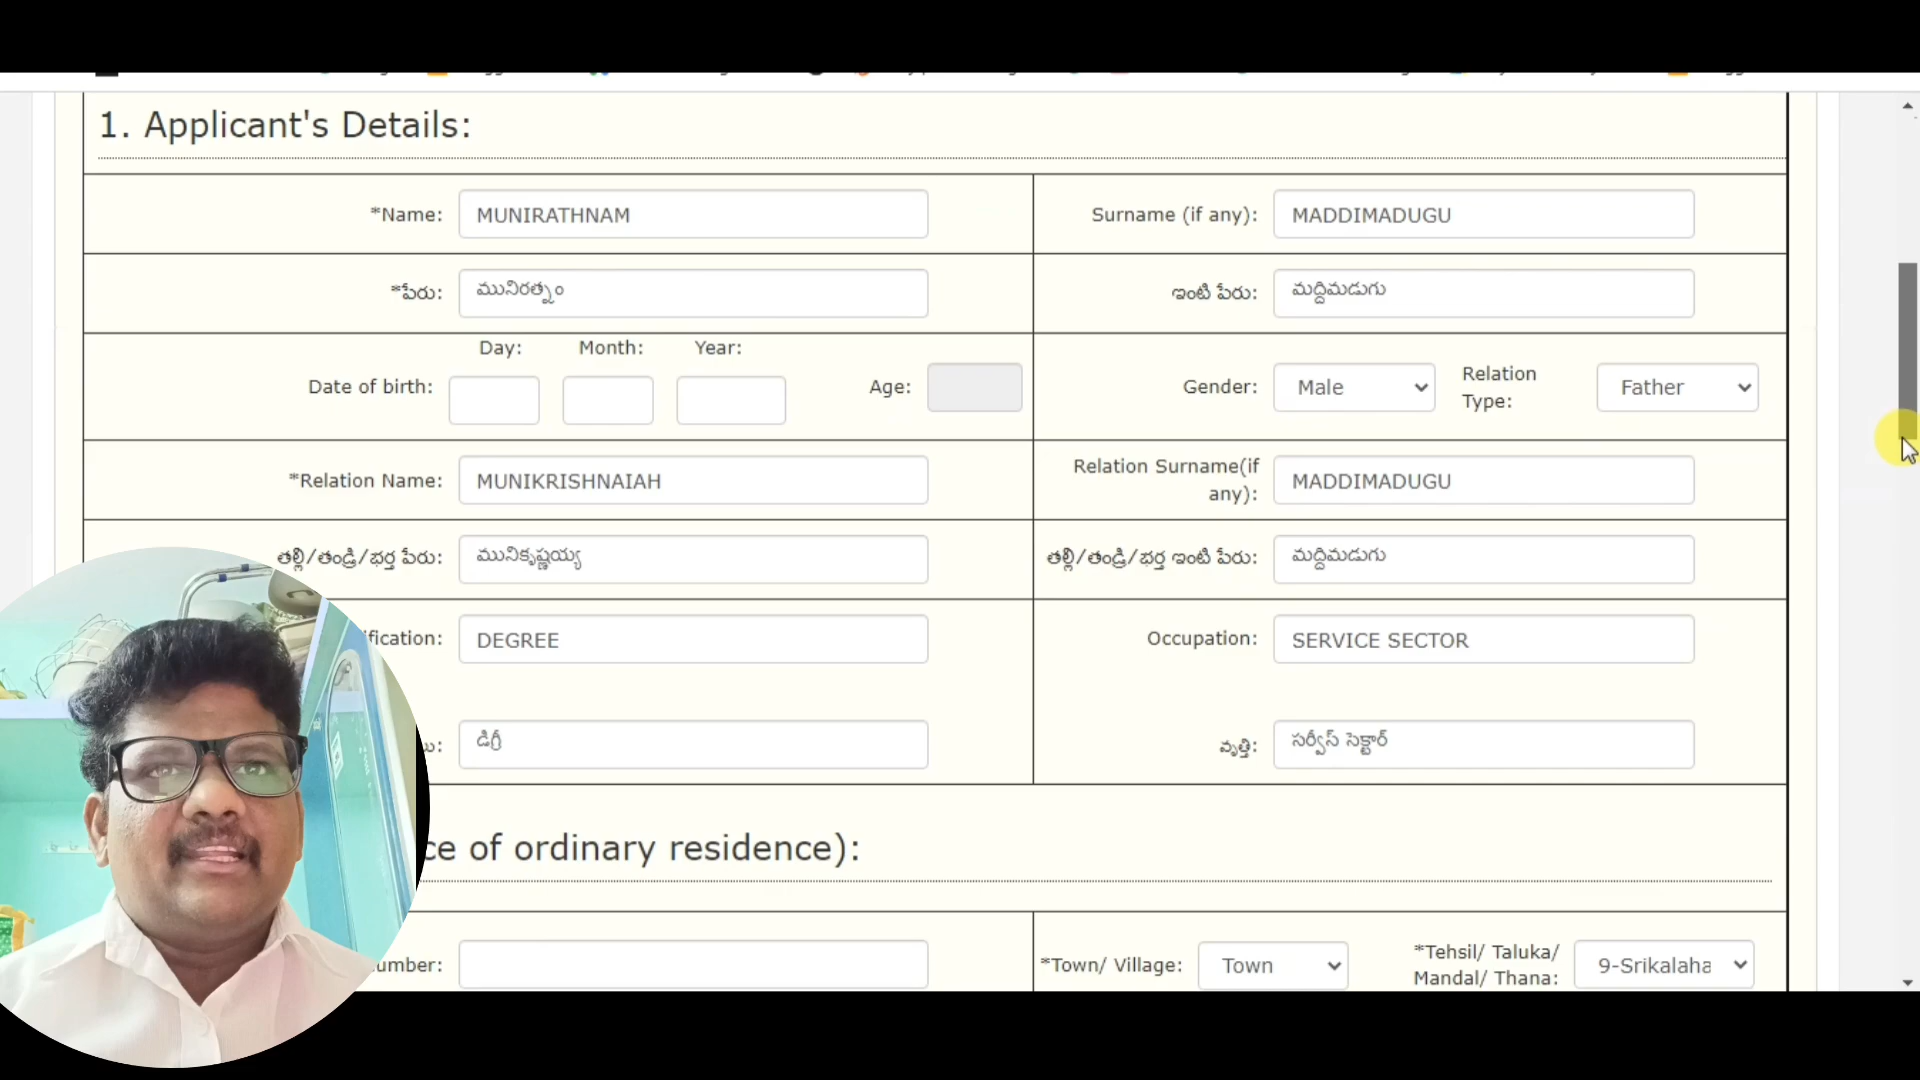 1. Applicant's Details:
*Name: MUNIRATHNAM Surname (if any): MADDIMADUGU
*పేరు: మునిరత్నం ఇంటి పేరు: మద్దిమడుగు
Day: Month: Year:
Date of birth: Age: Gender: Male Relation Type: Father
*Relation Name: MUNIKRISHNAIAH Relation Surname(if any): MADDIMADUGU
తల్లి/తండ్రి/భర్త పేరు: మునికృష్ణయ్య తల్లి/తండ్రి/భర్త ఇంటి పేరు: మద్దిమడుగు
ification: DEGREE Occupation: SERVICE SECTOR
డిగ్రీ వృత్తి: సర్వీస్ సెక్టార్
ce of ordinary residence):
umber: *Town/ Village: Town *Tehsil/ Taluka/ Mandal/ Thana: 9-Srikalaha